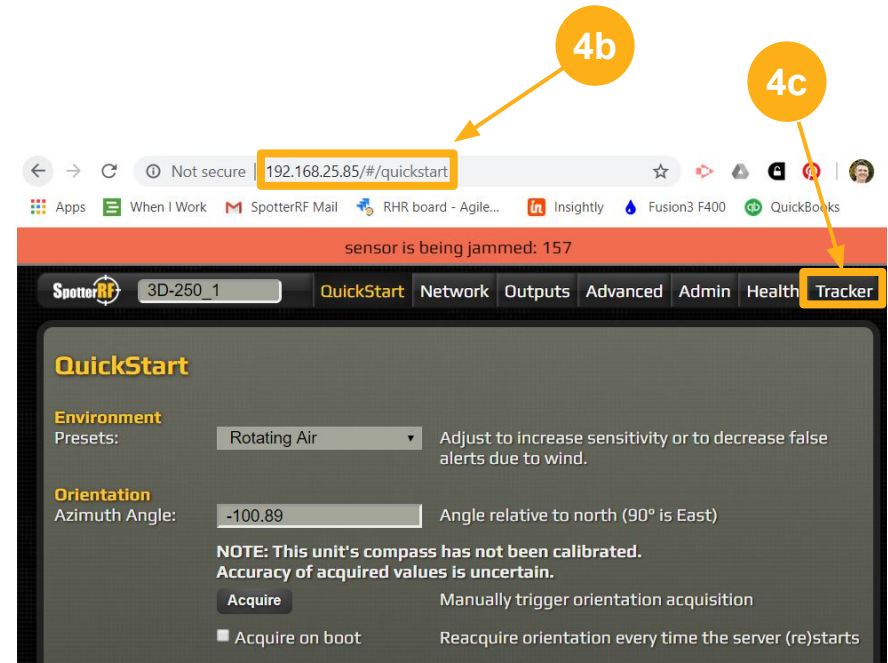 4b
4c
Not secure | 192.168.25.85/#/quickstart
Apps When I Work SpotterRF Mail RHR board - Agile... in Insightly Fusion3 F400 qb QuickBooks
sensor is being jammed: 157
SpotterRF 3D-250_1 QuickStart Network Outputs Advanced Admin Health Tracker
QuickStart
Environment
Presets: Rotating Air Adjust to increase sensitivity or to decrease false
alerts due to wind.
Orientation
Azimuth Angle: -100.89 Angle relative to north (90° is East)
NOTE: This unit's compass has not been calibrated.
Accuracy of acquired values is uncertain.
Acquire Manually trigger orientation acquisition
Acquire on boot Reacquire orientation every time the server (re)starts